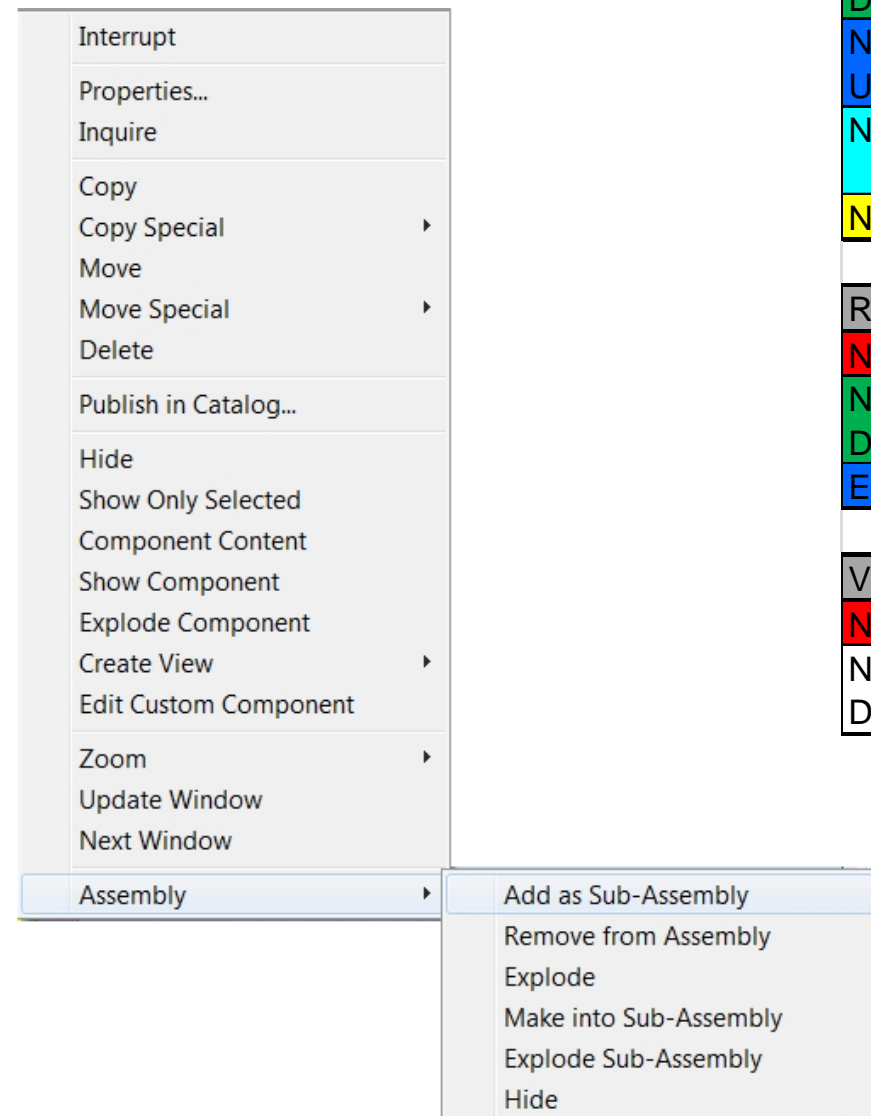 Interrupt
Properties...
Inquire
Copy
Copy Special
Move
Move Special
Delete
Publish in Catalog...
Hide
Show Only Selected
Component Content
Show Component
Explode Component
Create View
Edit Custom Component
Zoom
Update Window
Next Window
Assembly
Add as Sub-Assembly
Remove from Assembly
Explode
Make into Sub-Assembly
Explode Sub-Assembly
Hide
N
U
N
N
R
N
N
D
E
V
N
N
D